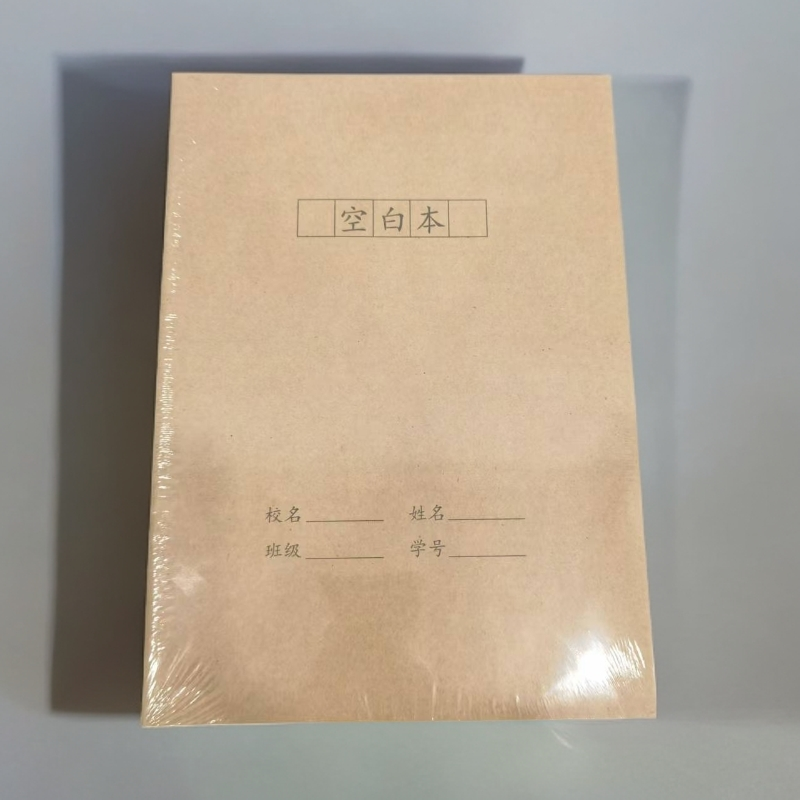 空白本
校名 姓名
班级 学号